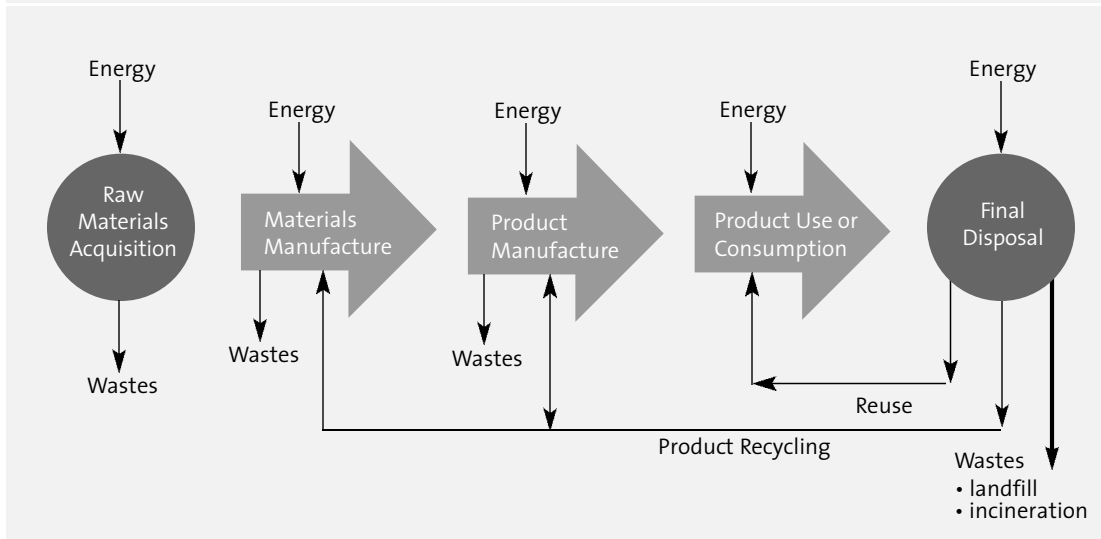 Energy
Energy
Energy
Energy
Energy
Raw
Materials
Acquisition
Materials
Manufacture
Product
Manufacture
Product Use or
Consumption
Final
Disposal
Wastes
Wastes
Wastes
Reuse
Product Recycling
Wastes
• landfill
• incineration